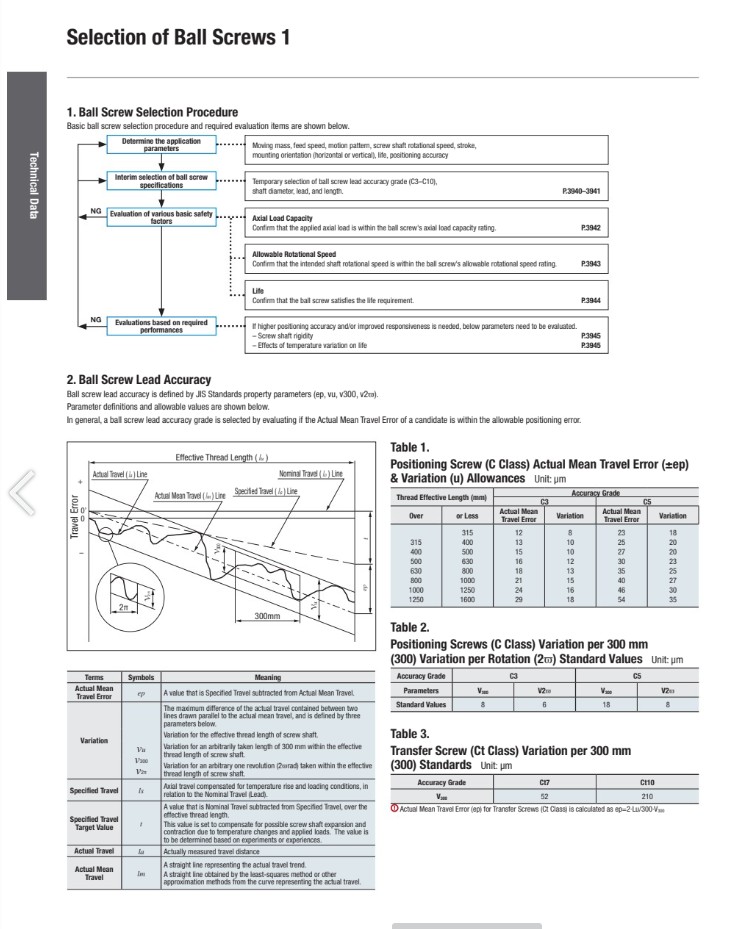 Selection of Ball Screws 1
Technical Data
1. Ball Screw Selection Procedure
Basic ball screw selection procedure and required evaluation items are shown below.
Determine the application
parameters
Moving mass, feed speed, motion pattern, screw shaft rotational speed, stroke,
mounting orientation (horizontal or vertical), life, positioning accuracy
Interim selection of ball screw
specifications
Temporary selection of ball screw lead accuracy grade (C3–C10),
shaft diameter, lead, and length. P.3940–3941
NG
Evaluation of various basic safety
factors
Axial Load Capacity
Confirm that the applied axial load is within the ball screw's axial load capacity rating. P.3942
Allowable Rotational Speed
Confirm that the intended shaft rotational speed is within the ball screw's allowable rotational speed rating. P.3943
Life
Confirm that the ball screw satisfies the life requirement. P.3944
NG
Evaluations based on required
performances
If higher positioning accuracy and/or improved responsiveness is needed, below parameters need to be evaluated.
– Screw shaft rigidity P.3945
– Effects of temperature variation on life P.3945
2. Ball Screw Lead Accuracy
Ball screw lead accuracy is defined by JIS Standards property parameters (ep, vu, v300, v2ϖ).
Parameter definitions and allowable values are shown below.
In general, a ball screw lead accuracy grade is selected by evaluating if the Actual Mean Travel Error of a candidate is within the allowable positioning error.
Effective Thread Length (ℓu)
Actual Travel (ℓa) Line
Nominal Travel (ℓo) Line
Actual Mean Travel (ℓm) Line
Specified Travel (ℓs) Line
Travel Error
+
0'
0
–
V300
t
ep
Vu
V2π
2π
300mm
Terms Symbols Meaning
Actual Mean
Travel Error
ep
A value that is Specified Travel subtracted from Actual Mean Travel.
Variation
The maximum difference of the actual travel contained between two
lines drawn parallel to the actual mean travel, and is defined by three
parameters below.
Variation for the effective thread length of screw shaft.
Vu
V300
V2π
Variation for an arbitrarily taken length of 300 mm within the effective
thread length of screw shaft.
Variation for an arbitrary one revolution (2ϖrad) taken within the effective
thread length of screw shaft.
Specified Travel
ls
Axial travel compensated for temperature rise and loading conditions, in
relation to the Nominal Travel (Lead).
Specified Travel
Target Value
t
A value that is Nominal Travel subtracted from Specified Travel, over the
effective thread length.
This value is set to compensate for possible screw shaft expansion and
contraction due to temperature changes and applied loads. The value is
to be determined based on experiments or experiences.
Actual Travel la Actually measured travel distance
Actual Mean
Travel
lm
A straight line representing the actual travel trend.
A straight line obtained by the least-squares method or other
approximation methods from the curve representing the actual travel.
Table 1.
Positioning Screw (C Class) Actual Mean Travel Error (±ep)
& Variation (u) Allowances Unit: μm
Thread Effective Length (mm) Accuracy Grade
C3 C5
Over or Less Actual Mean Travel Error Variation Actual Mean Travel Error Variation
315 12 8 23 18
315 400 13 10 25 20
400 500 15 10 27 20
500 630 16 12 30 23
630 800 18 13 35 25
800 1000 21 15 40 27
1000 1250 24 16 46 30
1250 1600 29 18 54 35
Table 2.
Positioning Screws (C Class) Variation per 300 mm
(300) Variation per Rotation (2ϖ) Standard Values Unit: μm
Accuracy Grade C3 C5
Parameters V300 V2ϖ V300 V2ϖ
Standard Values 8 6 18 8
Table 3.
Transfer Screw (Ct Class) Variation per 300 mm
(300) Standards Unit: μm
Accuracy Grade Ct7 Ct10
V300 52 210
Actual Mean Travel Error (ep) for Transfer Screws (Ct Class) is calculated as ep=2·Lu/300·V300